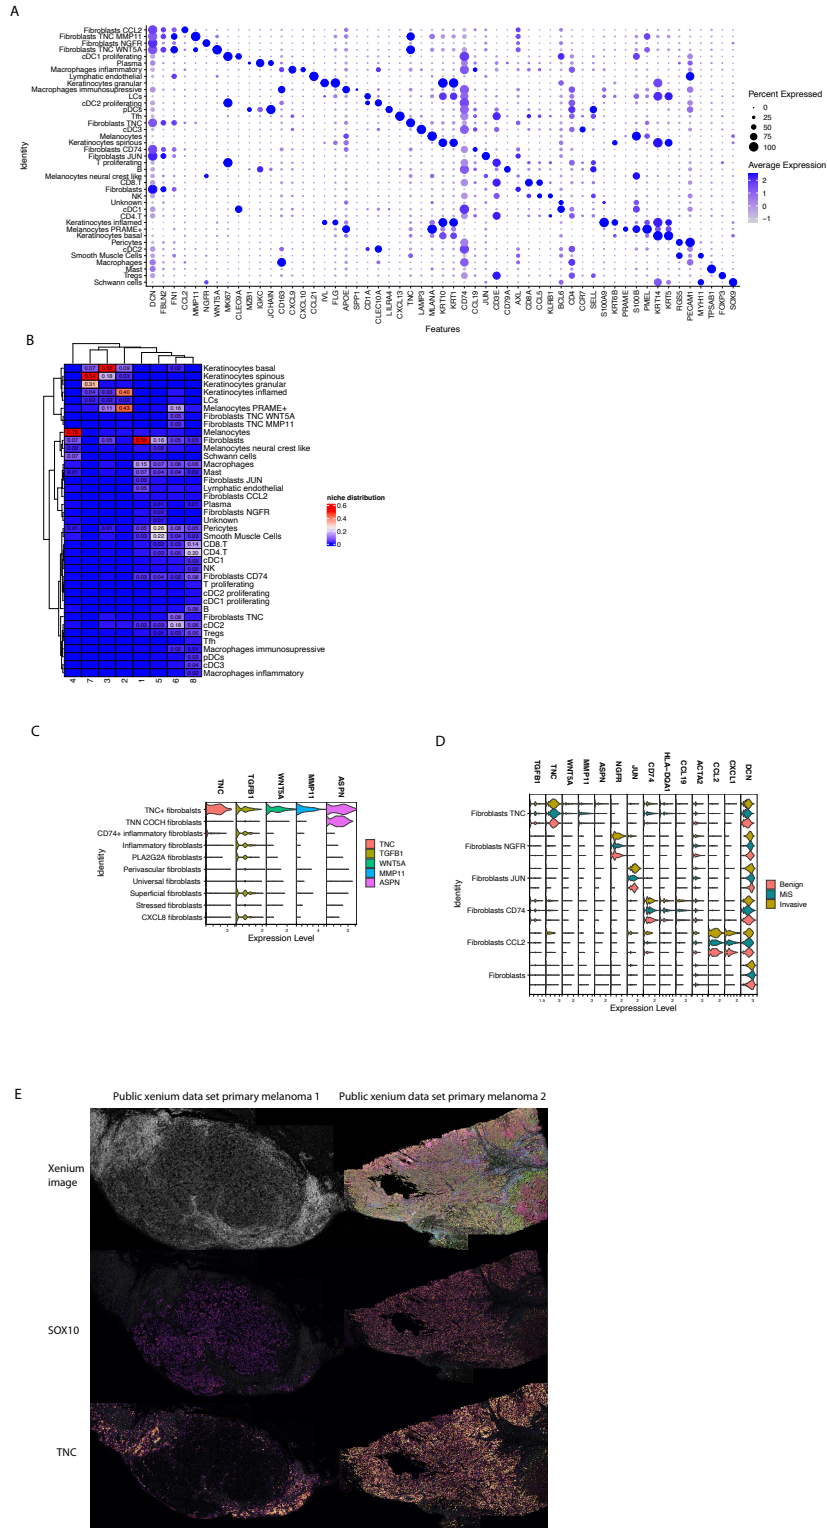 A
Fibroblasts CCL2
Fibroblasts TNC MMP11
Fibroblasts NGFR
Fibroblasts TNC WNT5A
cDC1 proliferating
Plasma
Macrophages inflammatory
Lymphatic endothelial
Keratinocytes granular
Macrophages immunosupressive
LCs
cDC2 proliferating
pDCs
Tfh
Fibroblasts TNC
cDC3
Melanocytes
Keratinocytes spinous
Fibroblasts CD74
Fibroblasts JUN
T proliferating
B
Melanocytes neural crest like
CD8.T
Fibroblasts
NK
Unknown
cDC1
CD4.T
Keratinocytes inflamed
Melanocytes PRAME+
Keratinocytes basal
Pericytes
cDC2
Smooth Muscle Cells
Macrophages
Mast
Tregs
Schwann cells
Identity
DCN FBLN2 FN1 CCL2 MMP11 NGFR WNT5A MKI67 CLEC9A MZB1 IGKC JCHAIN CD163 CXCL9 CXCL10 CCL21 IVL FLG APOE SPP1 CD1A CLEC10A LILRA4 CXCL13 TNC LAMP3 MLANA KRT10 KRT1 CD74 CCL19 JUN CD3E CD79A AXL CD8A CCL5 KLRB1 BCL6 CD4 CCR7 SELL S100A9 KRT6B PRAME S100B PMEL KRT14 KRT5 RGS5 PECAM1 MYH11 TPSAB1 FOXP3 SOX9
Features
Percent Expressed
0
25
50
75
100
Average Expression
2
1
0
−1
B
Keratinocytes basal
Keratinocytes spinous
Keratinocytes granular
Keratinocytes inflamed
LCs
Melanocytes PRAME+
Fibroblasts TNC WNT5A
Fibroblasts TNC MMP11
Melanocytes
Fibroblasts
Melanocytes neural crest like
Schwann cells
Macrophages
Mast
Fibroblasts JUN
Lymphatic endothelial
Fibroblasts CCL2
Plasma
Fibroblasts NGFR
Unknown
Pericytes
Smooth Muscle Cells
CD8.T
CD4.T
cDC1
NK
Fibroblasts CD74
T proliferating
cDC2 proliferating
cDC1 proliferating
B
Fibroblasts TNC
cDC2
Tregs
Tfh
Macrophages immunosupressive
pDCs
cDC3
Macrophages inflammatory
4 7 3 2 1 5 6 8
niche distribution
0.6
0.4
0.2
0
C
TNC TGFB1 WNT5A MMP11 ASPN
TNC+ fibroblasts
TNN COCH fibroblasts
CD74+ inflammatory fibroblasts
Inflammatory fibroblasts
PLA2G2A fibroblasts
Perivascular fibroblasts
Universal fibroblasts
Superficial fibroblasts
Stressed fibroblasts
CXCL8 fibroblasts
Identity
Expression Level
TNC
TGFB1
WNT5A
MMP11
ASPN
D
TGFB1 TNC WNT5A MMP11 ASPN NGFR JUN CD74 HLA−DQA1 CCL19 ACTA2 CCL2 CXCL1 DCN
Fibroblasts TNC
Fibroblasts NGFR
Fibroblasts JUN
Fibroblasts CD74
Fibroblasts CCL2
Fibroblasts
Identity
Expression Level
Benign
MiS
Invasive
E
Public xenium data set primary melanoma 1
Public xenium data set primary melanoma 2
Xenium
image
SOX10
TNC